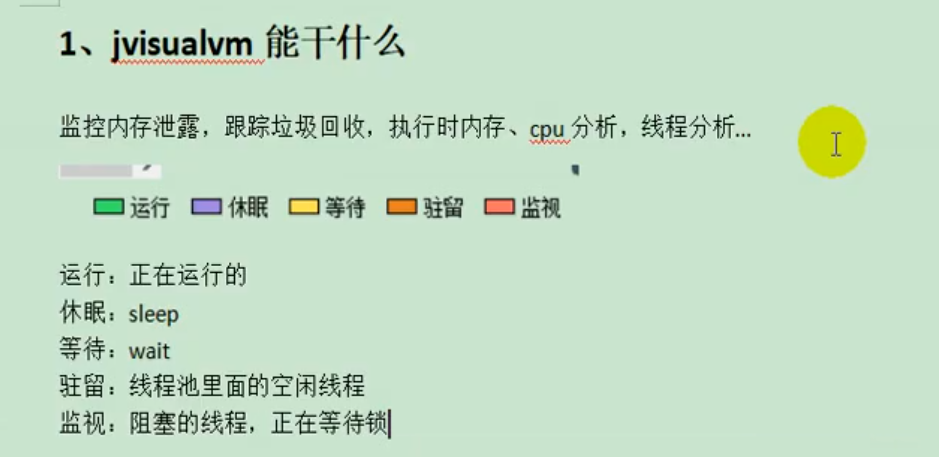 1、jvisualvm 能干什么
监控内存泄露，跟踪垃圾回收，执行时内存、cpu 分析，线程分析...
运行 休眠 等待 驻留 监视
运行：正在运行的
休眠：sleep
等待：wait
驻留：线程池里面的空闲线程
监视：阻塞的线程，正在等待锁